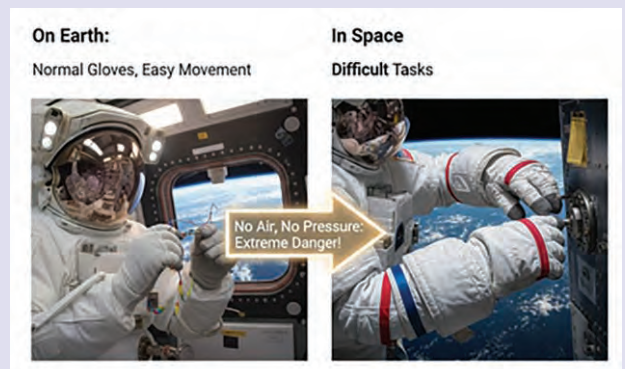 On Earth:
Normal Gloves, Easy Movement
In Space
Difficult Tasks
No Air, No Pressure:
Extreme Danger!